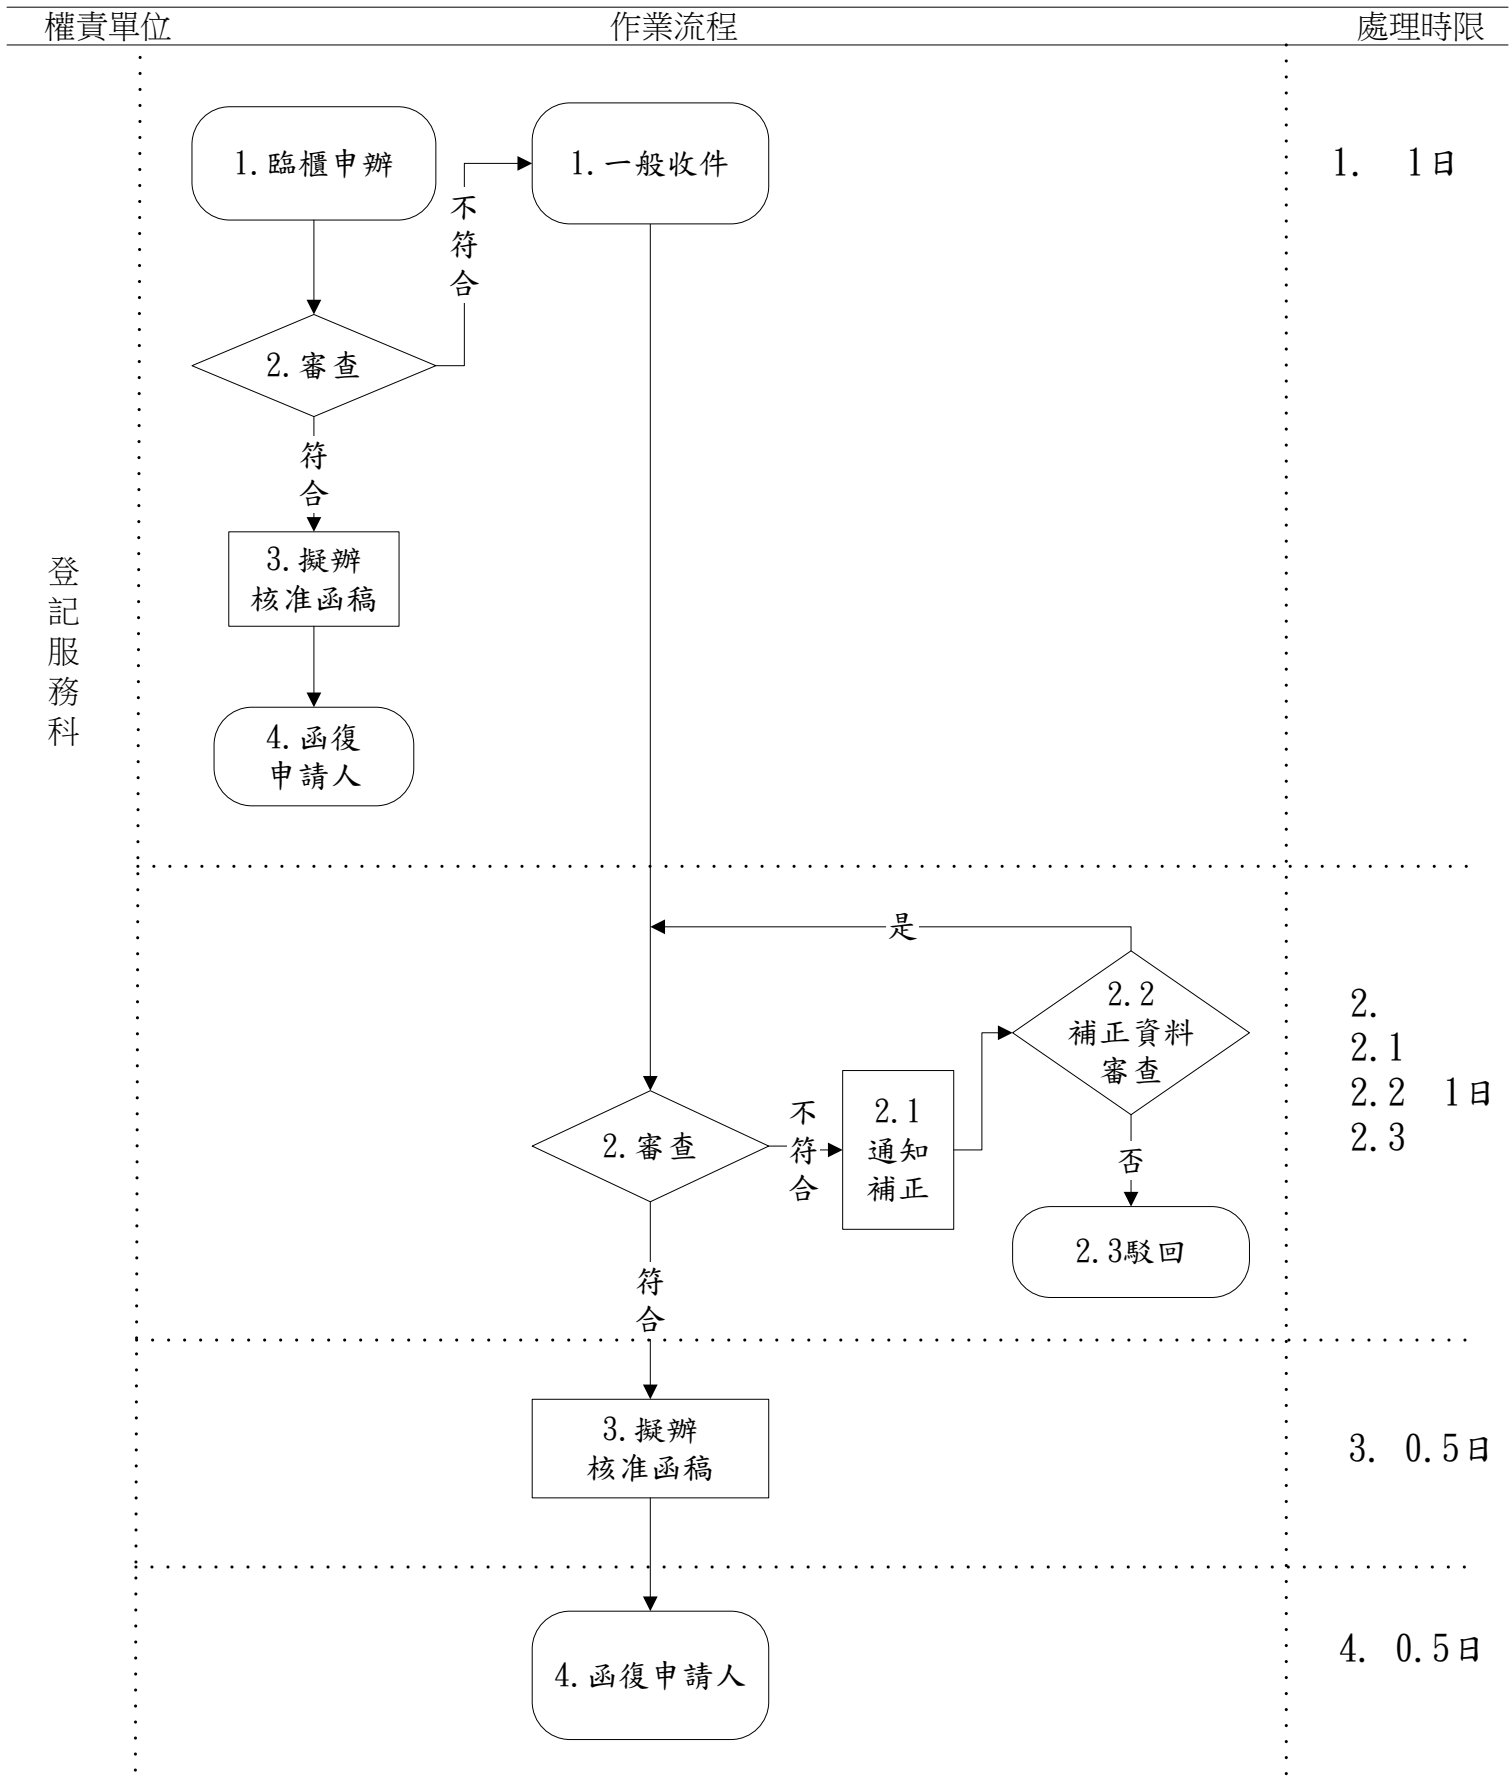 權責單位
作業流程
處理時限
1.臨櫃申辦
1.一般收件
1. 1日
不
符
合
2.審查
符
合
3.擬辦
核准函稿
4.函復
申請人
登
記
服
務
科
是
2.2
補正資料
審查
2.
2.1
2.2 1日
2.3
2.審查
不
符
合
2.1
通知
補正
否
2.3駁回
符
合
3.擬辦
核准函稿
3. 0.5日
4.函復申請人
4. 0.5日